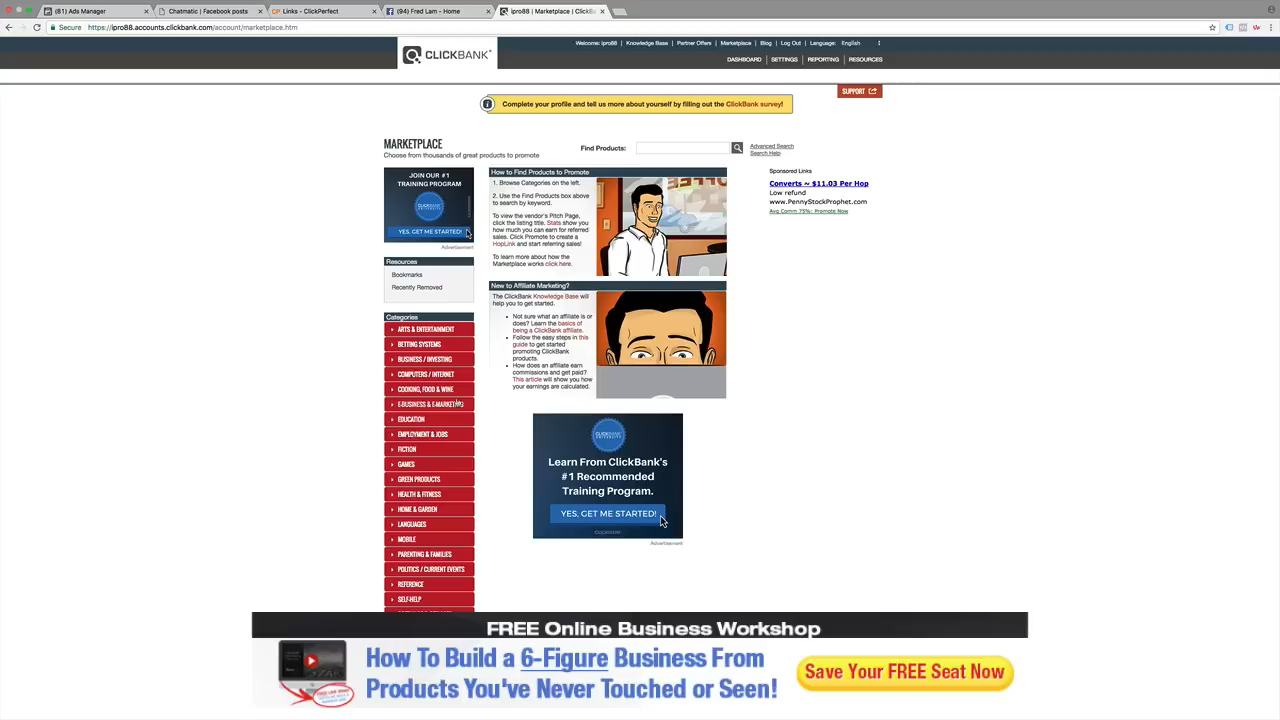 (81) Ads Manager
Chatmatic | Facebook posts
Links - ClickPerfect
(94) Fred Lam - Home
ipro88 | Marketplace | ClickBa
Secure
https://ipro88.accounts.clickbank.com/account/marketplace.htm
Welcome: ipro88
Knowledge Base
Partner Offers
Marketplace
Blog
Log Out
Language: English
CLICKBANK
DASHBOARD
SETTINGS
REPORTING
RESOURCES
SUPPORT
Complete your profile and tell us more about yourself by filling out the ClickBank survey!
MARKETPLACE
Choose from thousands of great products to promote
Find Products:
Advanced Search
Search Help
JOIN OUR #1
TRAINING PROGRAM
YES, GET ME STARTED!
Advertisement
Resources
Bookmarks
Recently Removed
Categories
ARTS & ENTERTAINMENT
BETTING SYSTEMS
BUSINESS / INVESTING
COMPUTERS / INTERNET
COOKING, FOOD & WINE
E-BUSINESS & E-MARKETING
EDUCATION
EMPLOYMENT & JOBS
FICTION
GAMES
GREEN PRODUCTS
HEALTH & FITNESS
HOME & GARDEN
LANGUAGES
MOBILE
PARENTING & FAMILIES
POLITICS / CURRENT EVENTS
REFERENCE
SELF-HELP
How to Find Products to Promote
1. Browse Categories on the left.
2. Use the Find Products box above
to search by keyword.
To view the vendor's Pitch Page,
click the listing title. Stats show you
how much you can earn for referred
sales. Click Promote to create a
HopLink and start referring sales!
To learn more about how the
Marketplace works click here.
New to Affiliate Marketing?
The ClickBank Knowledge Base will
help you to get started.
• Not sure what an affiliate is or
does? Learn the basics of
being a ClickBank affiliate.
• Follow the easy steps in this
guide to get started
promoting ClickBank
products.
• How does an affiliate earn
commissions and get paid?
This article will show you how
your earnings are calculated.
CLICKBANK
UNIVERSITY
Learn From ClickBank's
#1 Recommended
Training Program.
YES, GET ME STARTED!
CLICKBANK
Advertisement
Sponsored Links
Converts ~ $11.03 Per Hop
Low refund
www.PennyStockProphet.com
Avg Comm 75%: Promote Now
FREE Online Business Workshop
How To Build a 6-Figure Business From
Products You've Never Touched or Seen!
Save Your FREE Seat Now